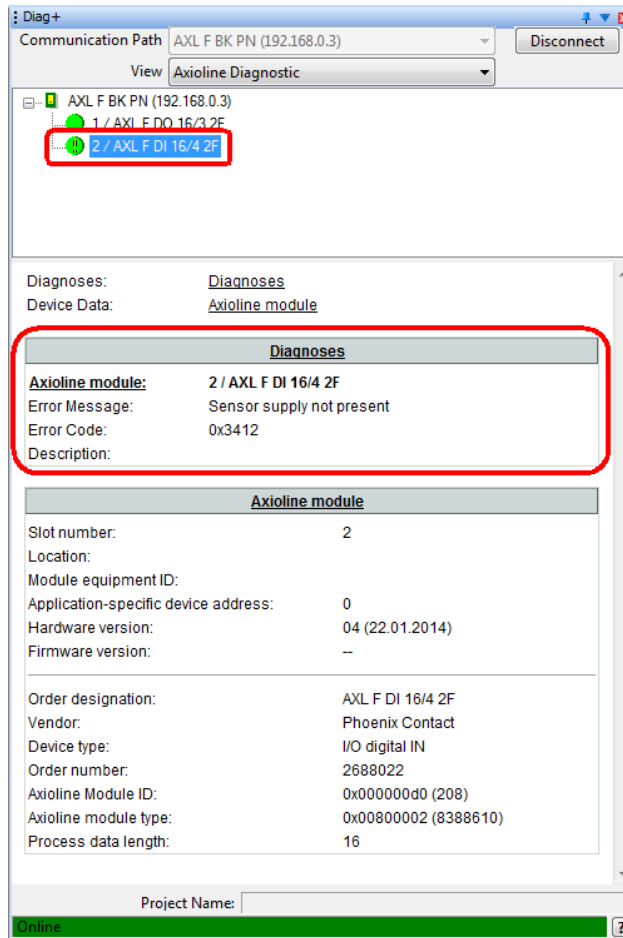 Diag+
Communication Path AXL F BK PN (192.168.0.3) Disconnect
View Axioline Diagnostic
AXL F BK PN (192.168.0.3)
1 / AXL F DO 16/3 2F
2 / AXL F DI 16/4 2F
Diagnoses: Diagnoses
Device Data: Axioline module
Diagnoses
Axioline module: 2 / AXL F DI 16/4 2F
Error Message: Sensor supply not present
Error Code: 0x3412
Description:
Axioline module
Slot number: 2
Location:
Module equipment ID:
Application-specific device address: 0
Hardware version: 04 (22.01.2014)
Firmware version: --
Order designation: AXL F DI 16/4 2F
Vendor: Phoenix Contact
Device type: I/O digital IN
Order number: 2688022
Axioline Module ID: 0x000000d0 (208)
Axioline module type: 0x00800002 (8388610)
Process data length: 16
Project Name:
Online ?